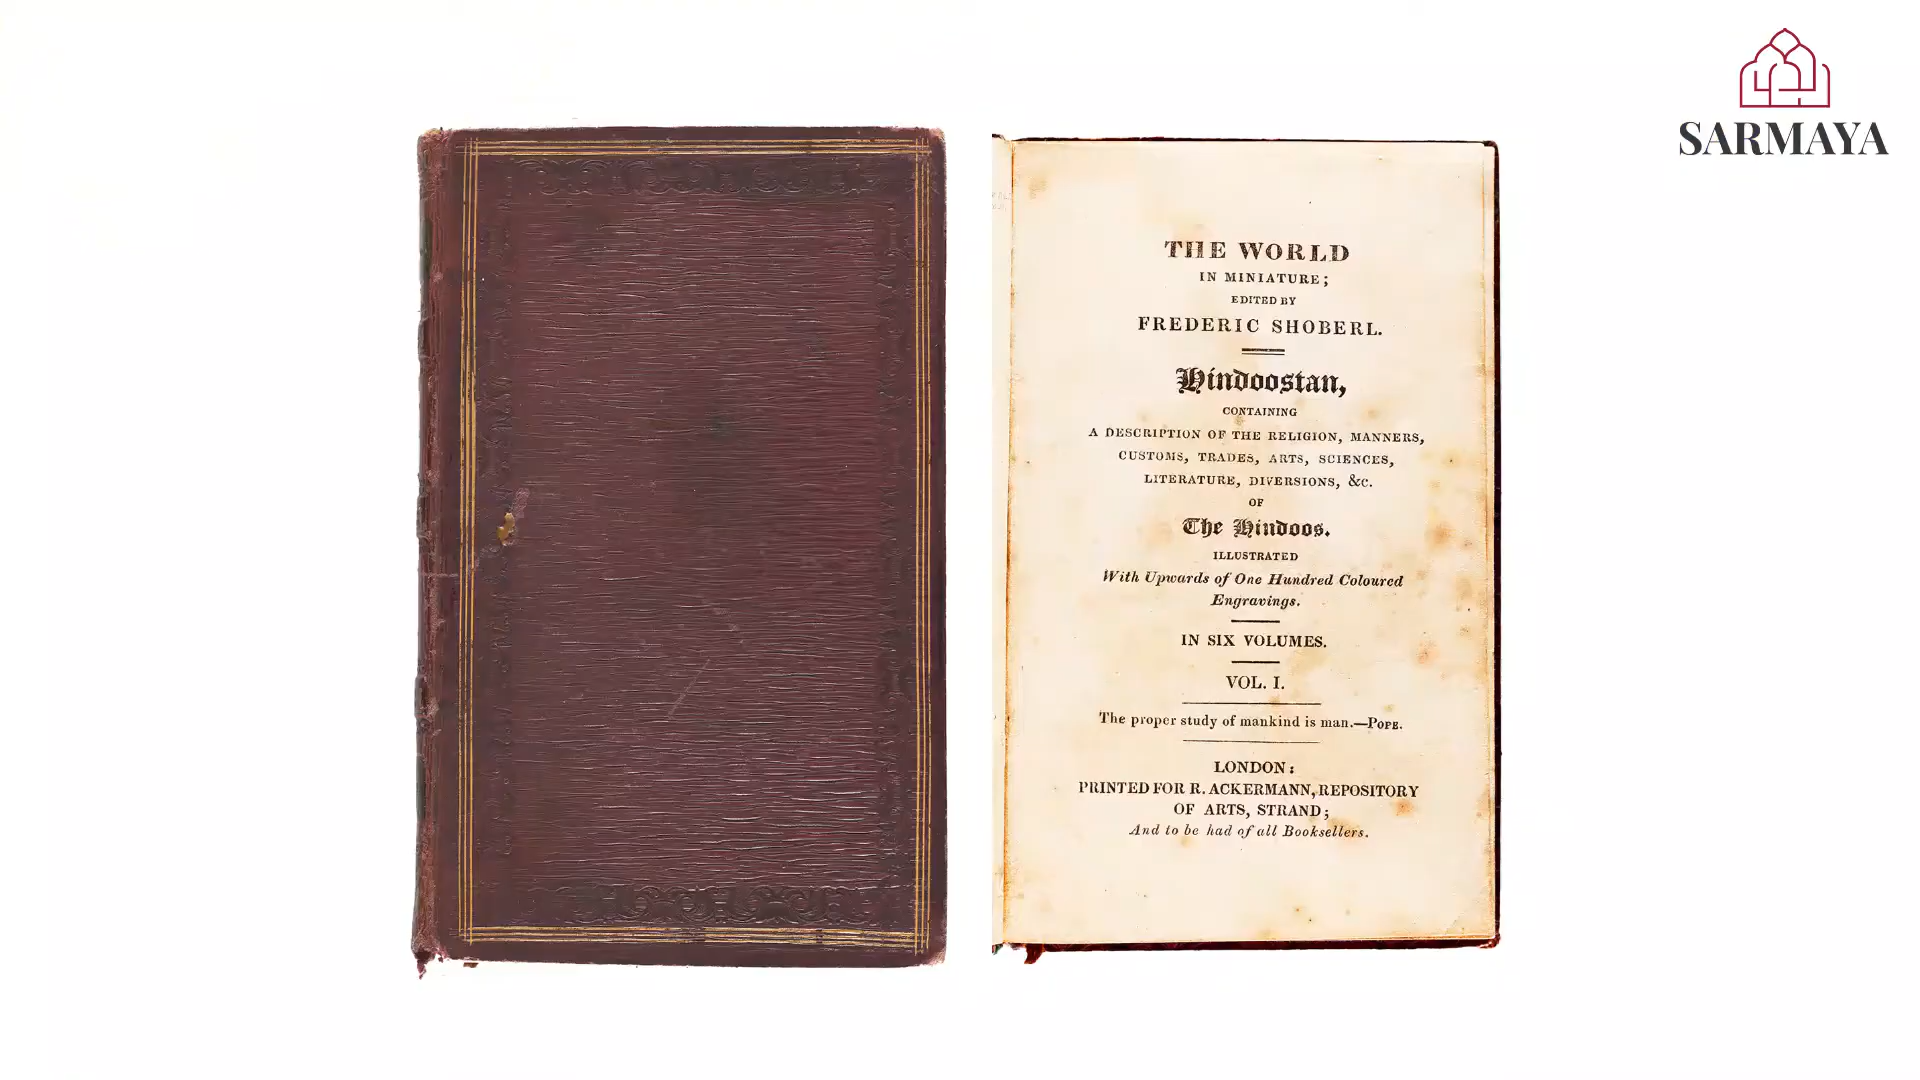 SARMAYA
THE WORLD
IN MINIATURE;
EDITED BY
FREDERIC SHOBERL.
Hindoostan,
CONTAINING
A DESCRIPTION OF THE RELIGION, MANNERS,
CUSTOMS, TRADES, ARTS, SCIENCES,
LITERATURE, DIVERSIONS, &c.
OF
The Hindoos.
ILLUSTRATED
With Upwards of One Hundred Coloured
Engravings.
IN SIX VOLUMES.
VOL. I.
The proper study of mankind is man.—POPE.
LONDON:
PRINTED FOR R. ACKERMANN, REPOSITORY
OF ARTS, STRAND;
And to be had of all Booksellers.